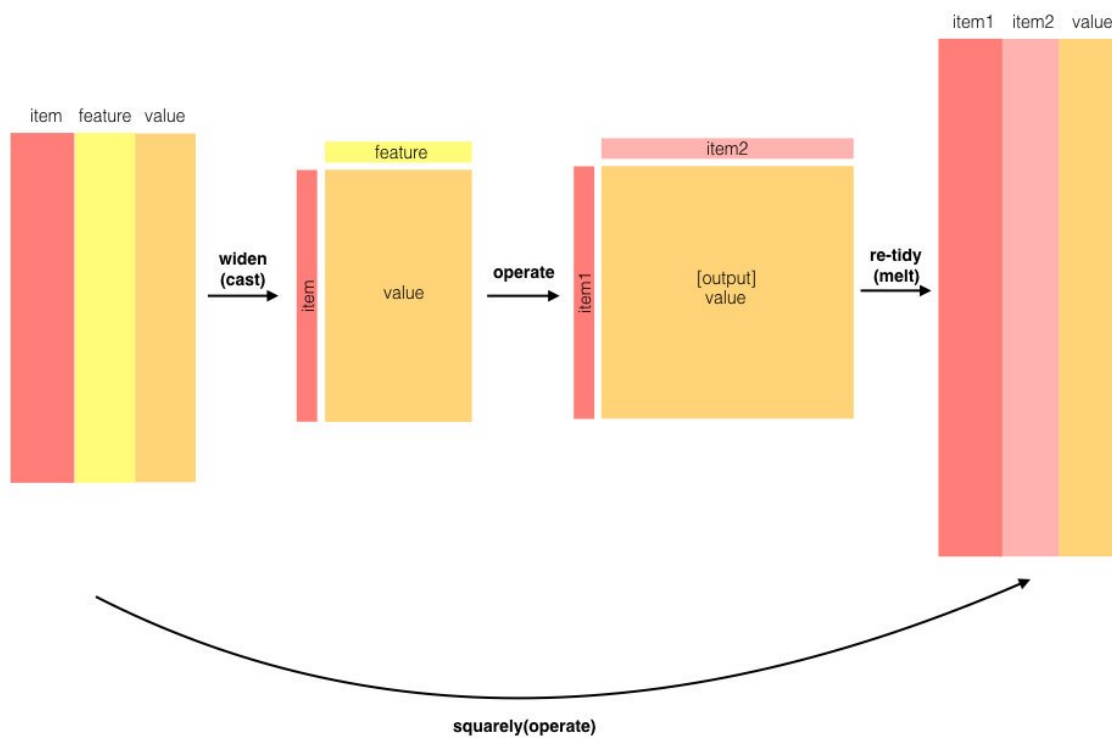 item feature value
widen
(cast)
feature
item
value
operate
item2
item1
[output]
value
re-tidy
(melt)
item1 item2 value
squarely(operate)